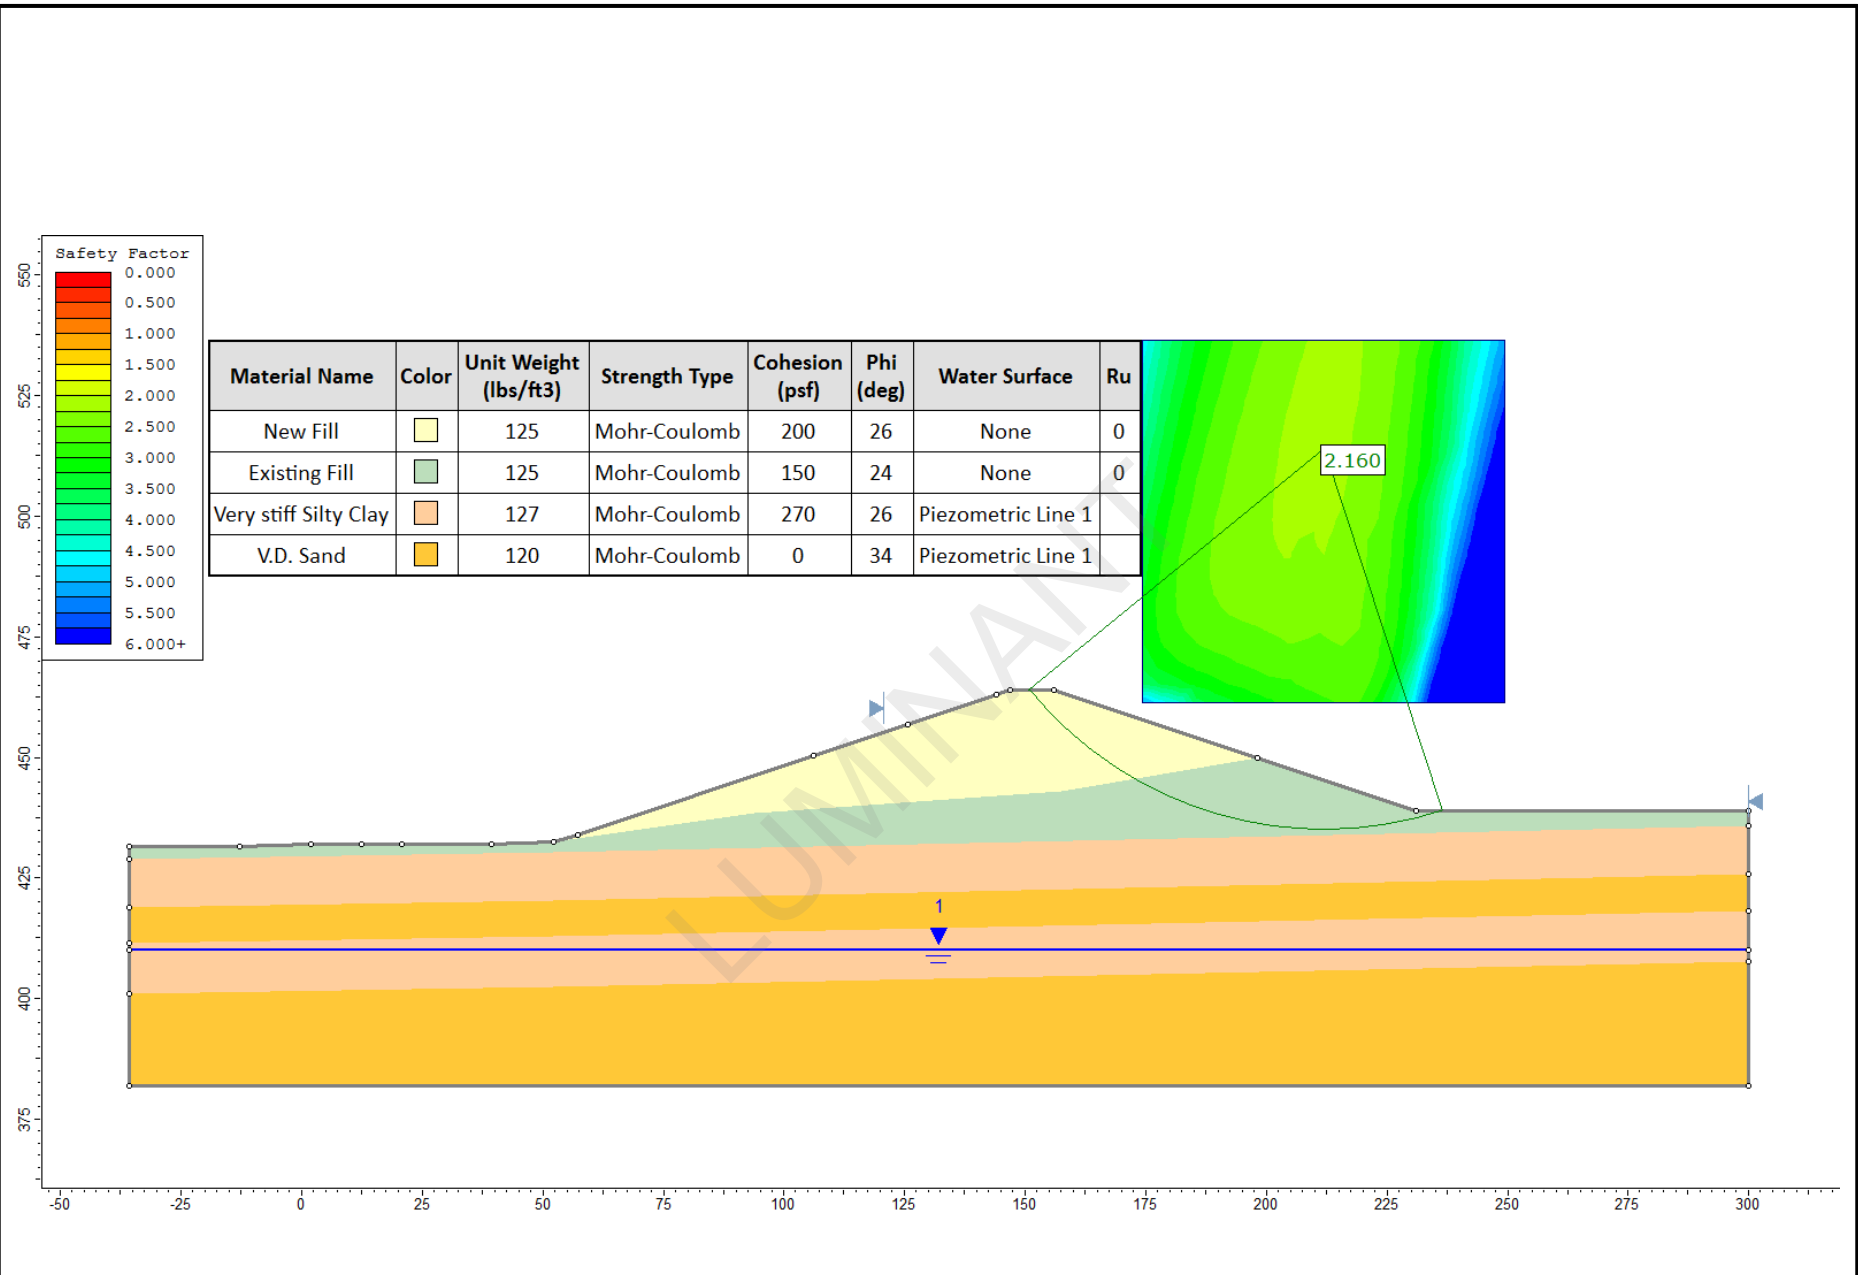 Safety Factor
0.000
0.500
1.000
1.500
2.000
2.500
3.000
3.500
4.000
4.500
5.000
5.500
6.000+
Material Name Color Unit Weight (lbs/ft3) Strength Type Cohesion (psf) Phi (deg) Water Surface Ru
New Fill 125 Mohr-Coulomb 200 26 None 0
Existing Fill 125 Mohr-Coulomb 150 24 None 0
Very stiff Silty Clay 127 Mohr-Coulomb 270 26 Piezometric Line 1
V.D. Sand 120 Mohr-Coulomb 0 34 Piezometric Line 1
2.160
LUMINANT
1
550
525
500
475
450
425
400
375
-50 -25 0 25 50 75 100 125 150 175 200 225 250 275 300